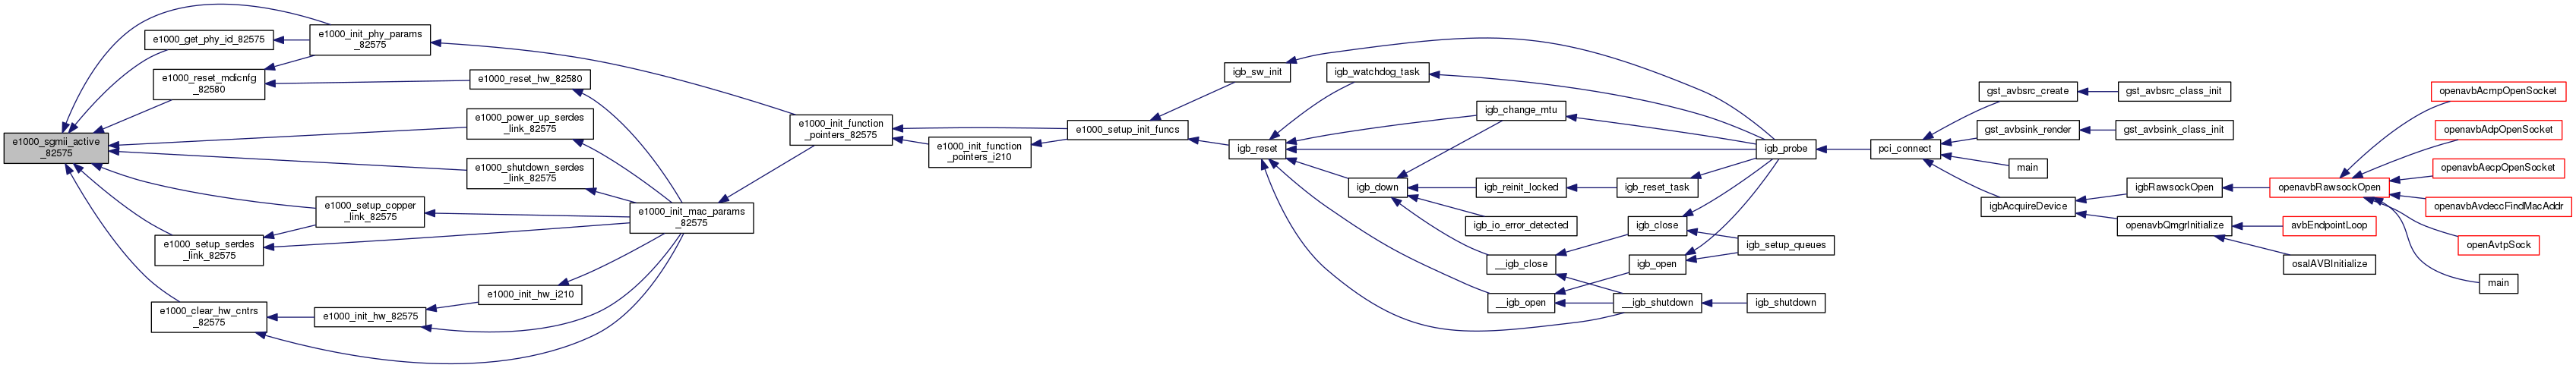 e1000_sgmii_active
_82575
e1000_get_phy_id_82575
e1000_reset_mdicnfg
_82580
e1000_init_phy_params
_82575
e1000_reset_hw_82580
e1000_power_up_serdes
_link_82575
e1000_shutdown_serdes
_link_82575
e1000_setup_copper
_link_82575
e1000_setup_serdes
_link_82575
e1000_clear_hw_cntrs
_82575
e1000_init_hw_82575
e1000_init_hw_i210
e1000_init_mac_params
_82575
e1000_init_function
_pointers_82575
e1000_init_function
_pointers_i210
e1000_setup_init_funcs
igb_sw_init
igb_reset
igb_watchdog_task
igb_down
igb_change_mtu
igb_reinit_locked
igb_io_error_detected
__igb_close
__igb_open
igb_reset_task
igb_close
igb_open
__igb_shutdown
igb_probe
igb_setup_queues
igb_shutdown
pci_connect
gst_avbsrc_create
gst_avbsink_render
main
igbAcquireDevice
gst_avbsrc_class_init
gst_avbsink_class_init
igbRawsockOpen
openavbQmgrInitialize
openavbRawsockOpen
avbEndpointLoop
osalAVBInitialize
openavbAcmpOpenSocket
openavbAdpOpenSocket
openavbAecpOpenSocket
openavbAvdeccFindMacAddr
openAvtpSock
main